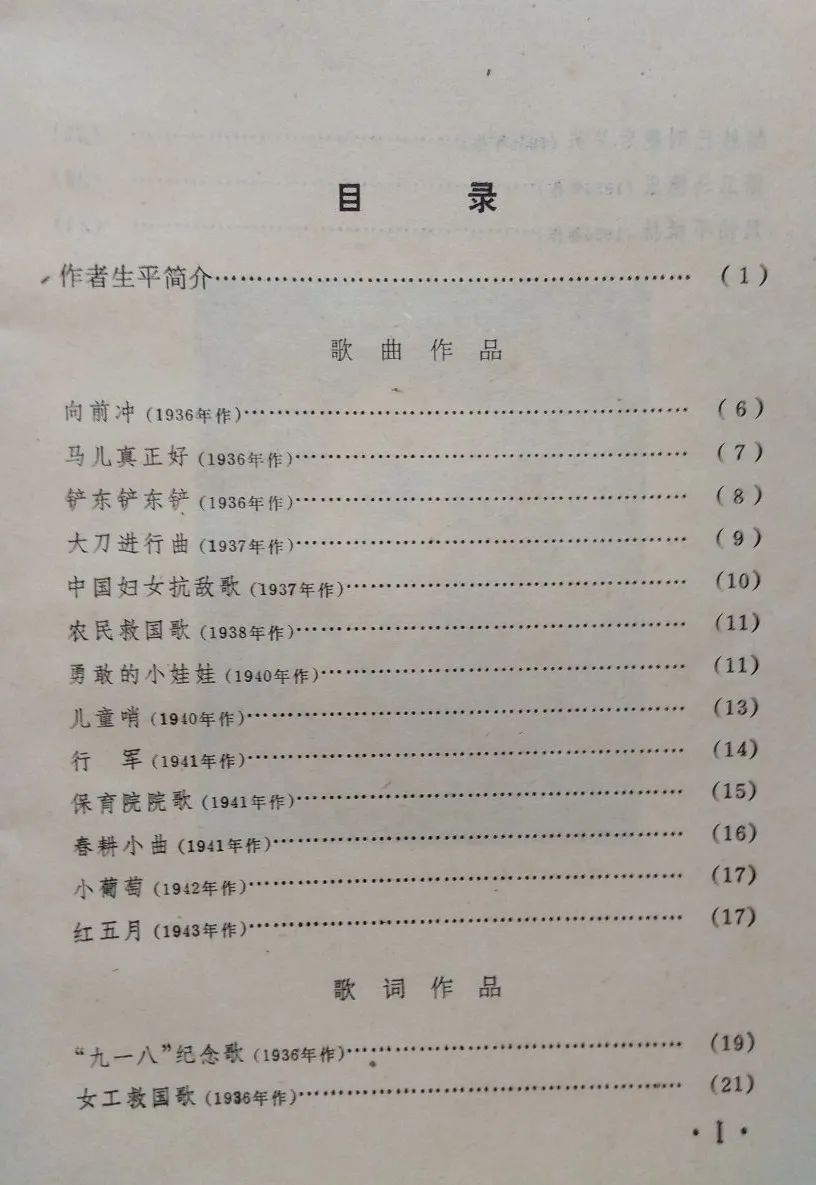 目 录
作者生平简介…………………………………………………(1)
歌曲作品
向前冲(1936年作)…………………………………………(6)
马儿真正好(1936年作)……………………………………(7)
铲东铲东铲(1936年作)……………………………………(8)
大刀进行曲(1937年作)……………………………………(9)
中国妇女抗敌歌(1937年作)………………………………(10)
农民救国歌(1938年作)……………………………………(11)
勇敢的小娃娃(1940年作)…………………………………(11)
儿童哨(1940年作)…………………………………………(13)
行 军(1941年作)…………………………………………(14)
保育院院歌(1941年作)……………………………………(15)
春耕小曲(1941年作)………………………………………(16)
小葡萄(1942年作)…………………………………………(17)
红五月(1943年作)…………………………………………(17)
歌词作品
“九一八”纪念歌(1936年作)………………………………(19)
女工救国歌(1936年作)……………………………………(21)
·Ⅰ·